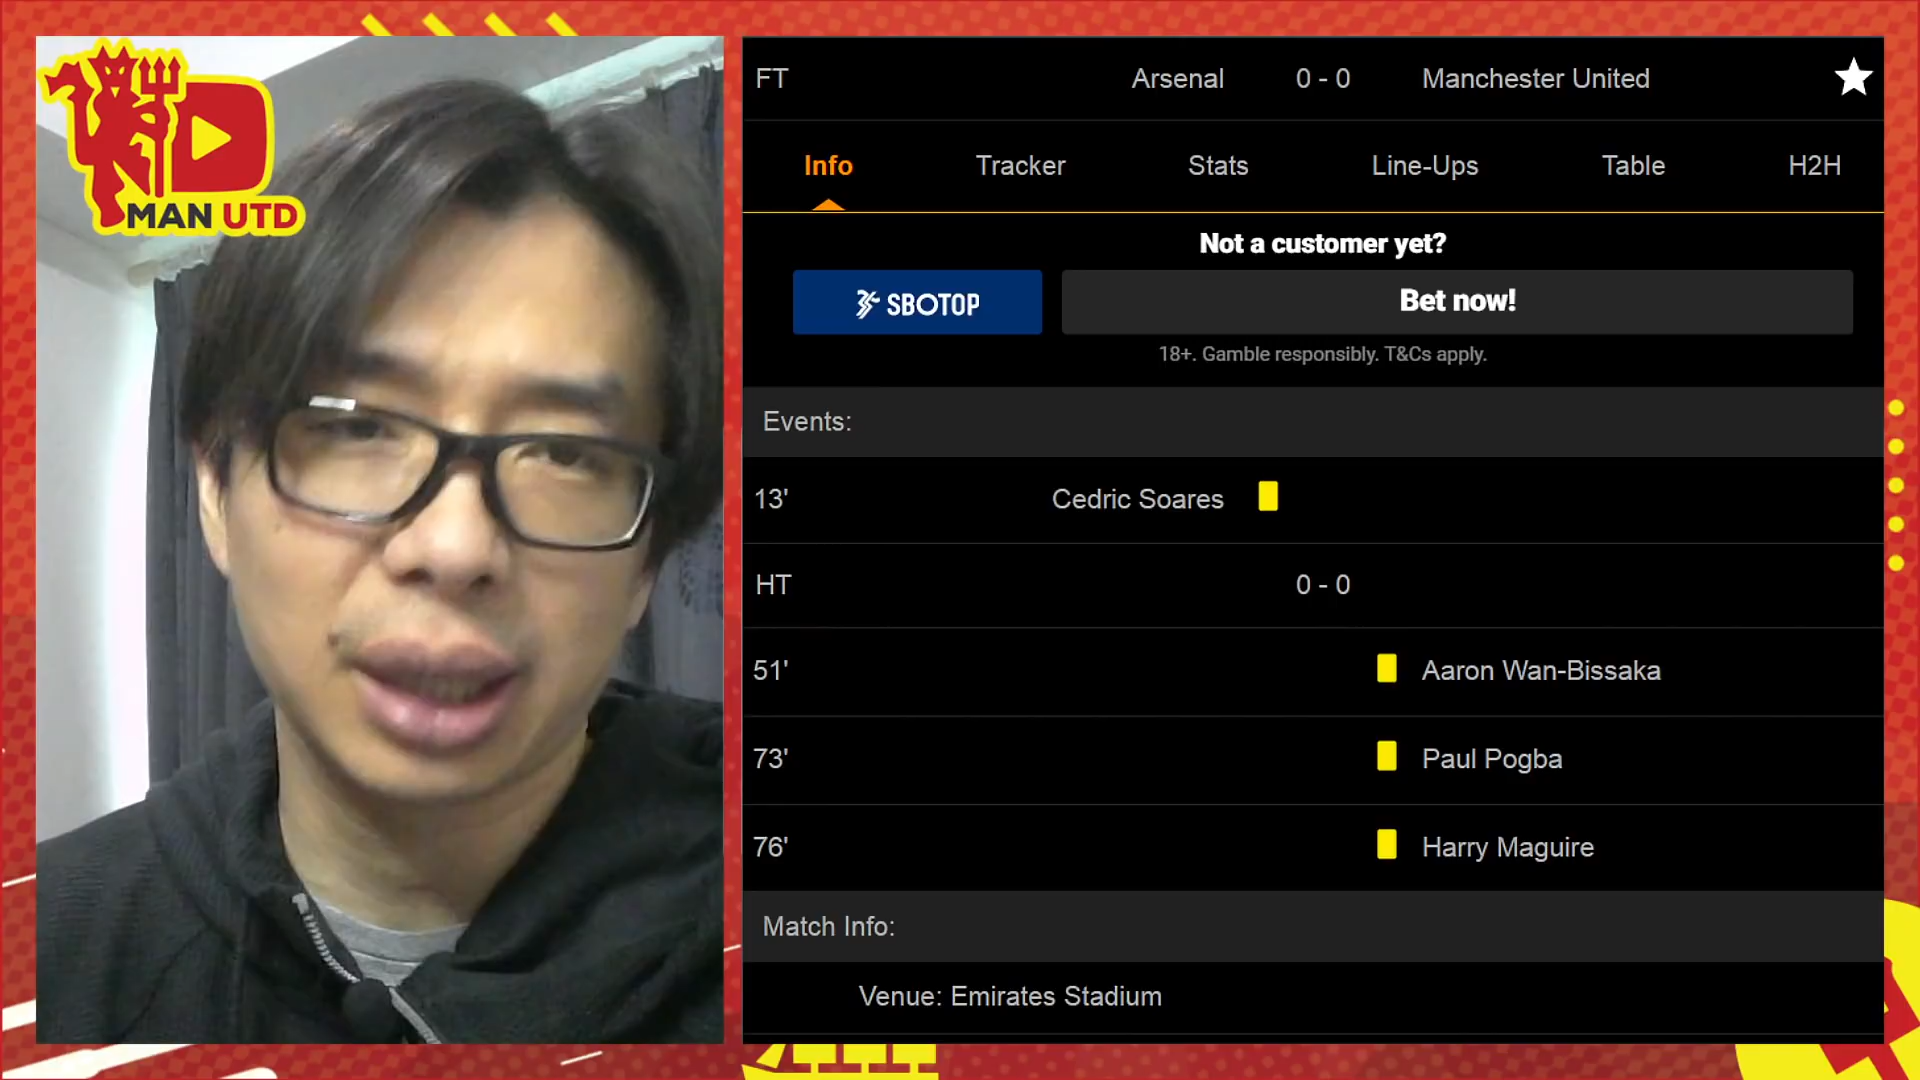 MAN UTD
FT Arsenal 0 - 0 Manchester United
Info Tracker Stats Line-Ups Table H2H
Not a customer yet?
SBOTOP Bet now!
18+. Gamble responsibly. T&Cs apply.
Events:
13' Cedric Soares
HT 0 - 0
51' Aaron Wan-Bissaka
73' Paul Pogba
76' Harry Maguire
Match Info:
Venue: Emirates Stadium